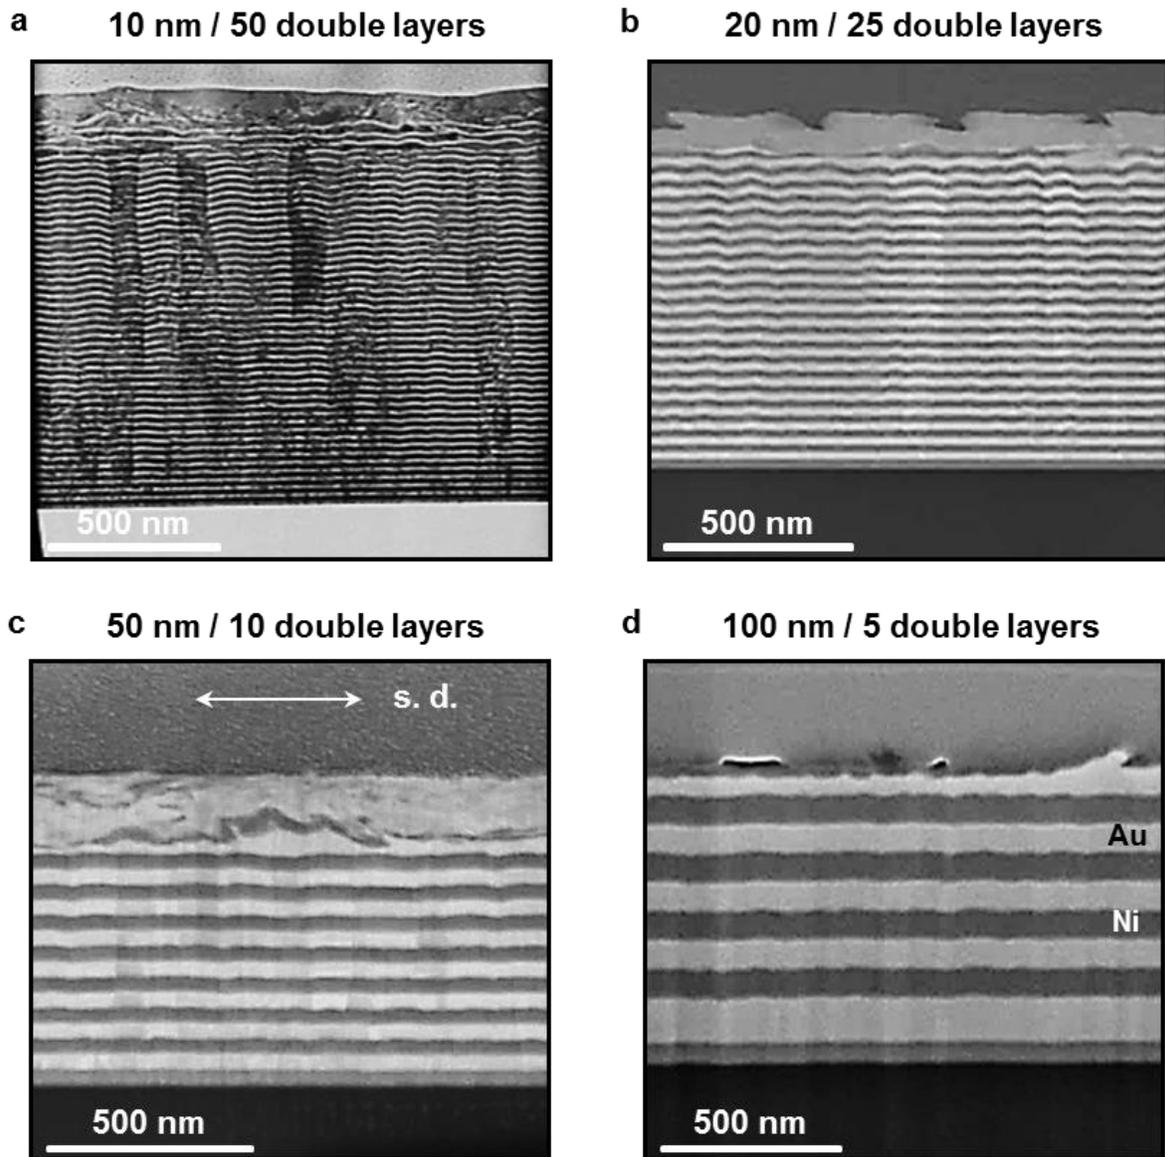 a
10 nm / 50 double layers
b
20 nm / 25 double layers
500 nm
500 nm
c
50 nm / 10 double layers
d
100 nm / 5 double layers
s. d.
Au
Ni
500 nm
500 nm